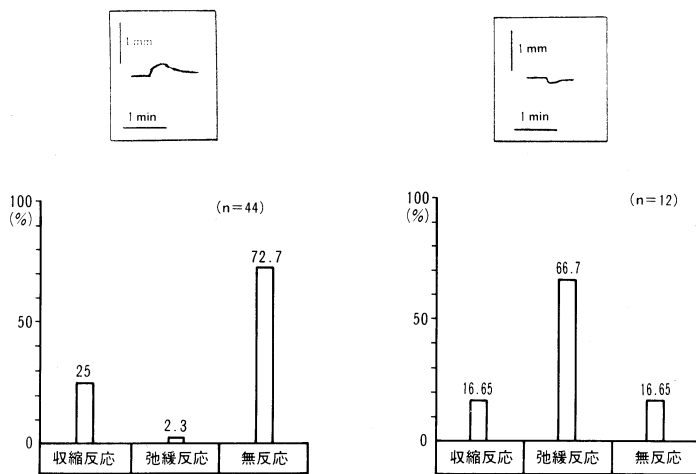 1 mm
1 min
100
(%)
(n=44)
72.7
50
25
2.3
0
収縮反応 弛緩反応 無反応
1 mm
1 min
100
(%)
(n=12)
66.7
50
16.65
16.65
0
収縮反応 弛緩反応 無反応